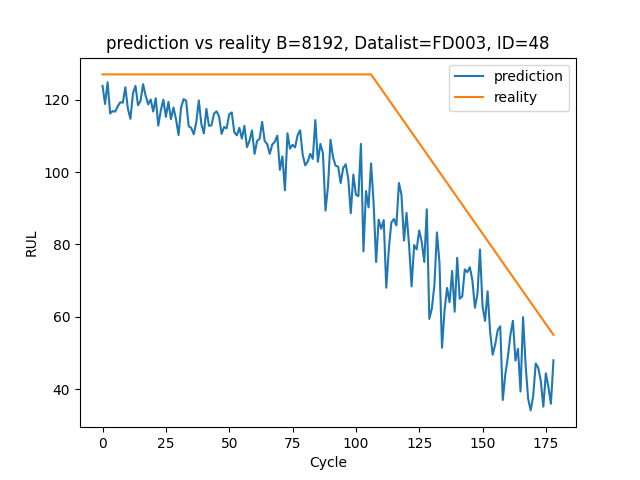 prediction vs reality B=8192, Datalist=FD003, ID=48
prediction
reality
RUL
120
100
80
60
40
0
25
50
75
100
125
150
175
Cycle